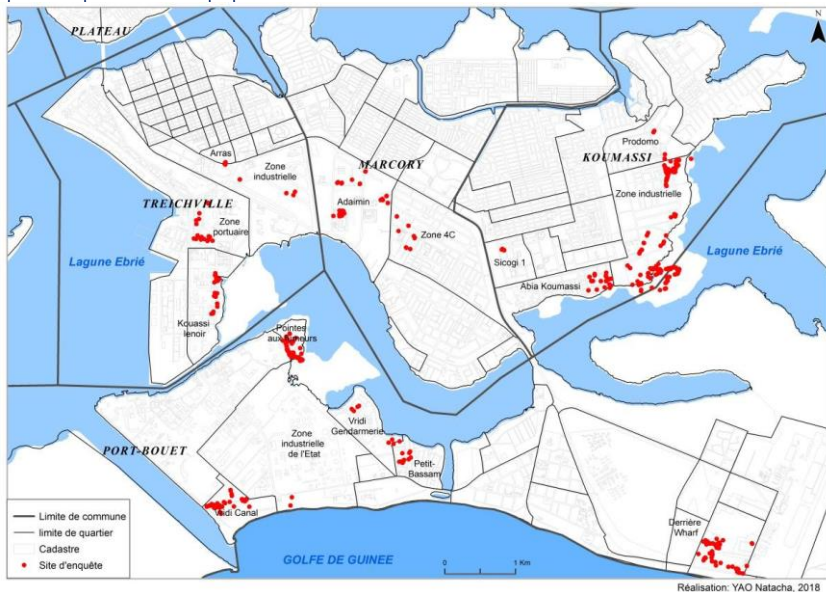 PLATEAU
N
Prodomo
Arras
Zone
industrielle
MARCORY
KOUMASSI
Zone industrielle
Adaimin
TREICHVILLE
Zone
portuaire
Zone 4C
Sicogi 1
Lagune Ebrié
Lagune Ebrié
Abia Koumassi
Kouassi
lenoir
Pointes
aux fumeurs
Vridi
Gendarmerie
Zone
industrielle
de l'Etat
PORT-BOUET
Petit-
Bassam
Vridi Canal
Derrière
Wharf
Limite de commune
limite de quartier
Cadastre
Site d'enquête
GOLFE DE GUINEE
0 1 Km
Réalisation: YAO Natacha, 2018